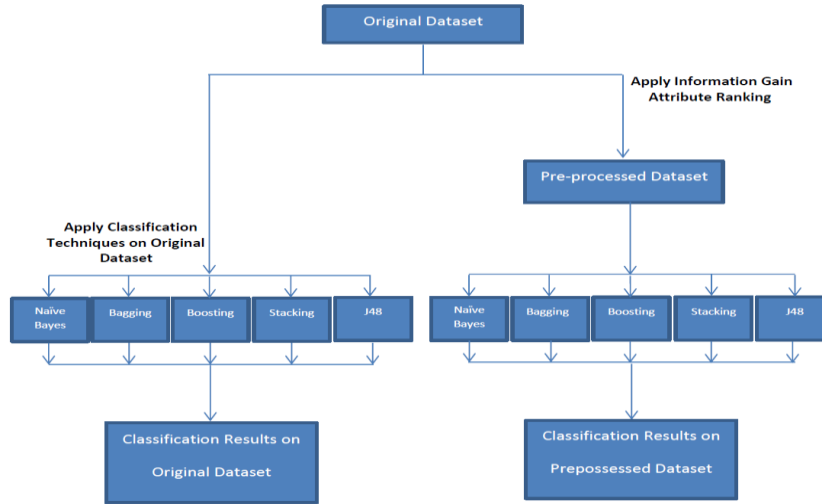 Original Dataset
Apply Information Gain
Attribute Ranking
Pre-processed Dataset
Apply Classification
Techniques on Original
Dataset
Naïve
Bayes
Bagging
Boosting
Stacking
J48
Naïve
Bayes
Bagging
Boosting
Stacking
J48
Classification Results on
Original Dataset
Classification Results on
Prepossessed Dataset